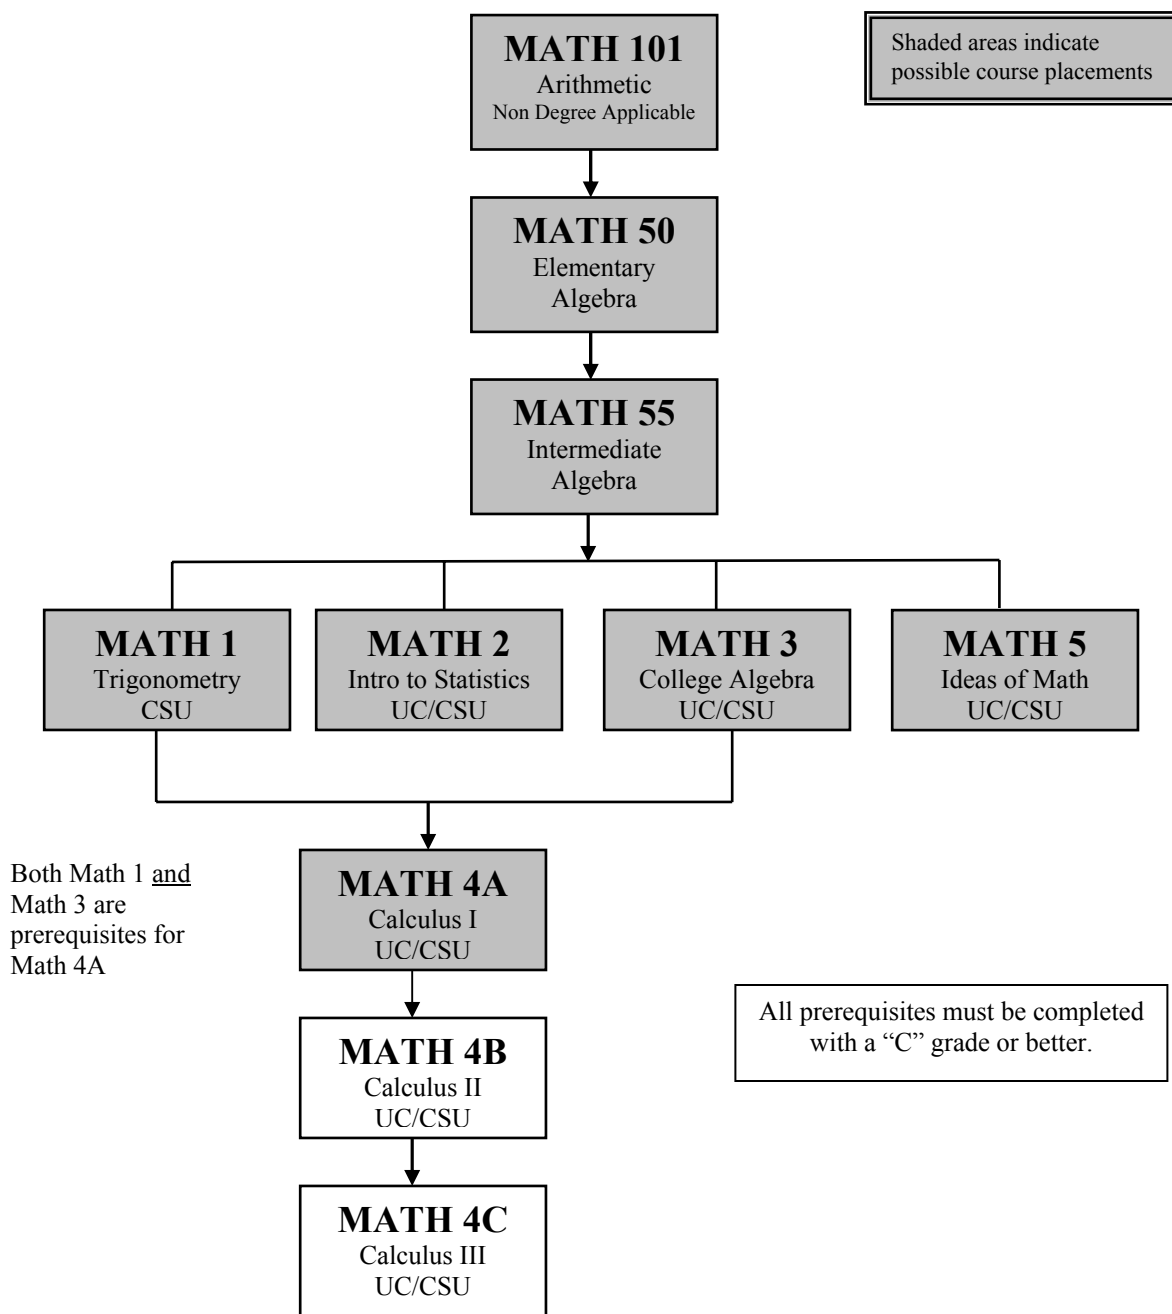 MATH 101
Arithmetic
Non Degree Applicable
Shaded areas indicate
possible course placements
MATH 50
Elementary
Algebra
MATH 55
Intermediate
Algebra
MATH 1
Trigonometry
CSU
MATH 2
Intro to Statistics
UC/CSU
MATH 3
College Algebra
UC/CSU
MATH 5
Ideas of Math
UC/CSU
Both Math 1 and
Math 3 are
prerequisites for
Math 4A
MATH 4A
Calculus I
UC/CSU
All prerequisites must be completed
with a “C” grade or better.
MATH 4B
Calculus II
UC/CSU
MATH 4C
Calculus III
UC/CSU